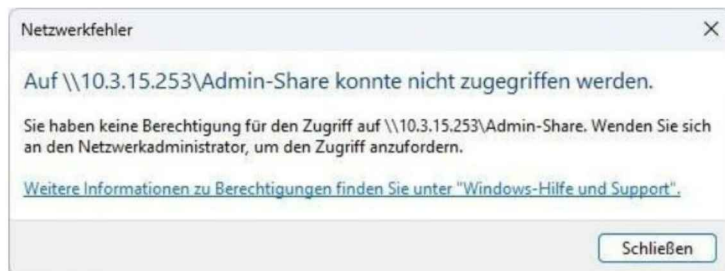 Netzwerkfehler
Auf \\10.3.15.253\Admin-Share konnte nicht zugegriffen werden.
Sie haben keine Berechtigung für den Zugriff auf \\10.3.15.253\Admin-Share. Wenden Sie sich
an den Netzwerkadministrator, um den Zugriff anzufordern.
Weitere Informationen zu Berechtigungen finden Sie unter "Windows-Hilfe und Support".
Schließen